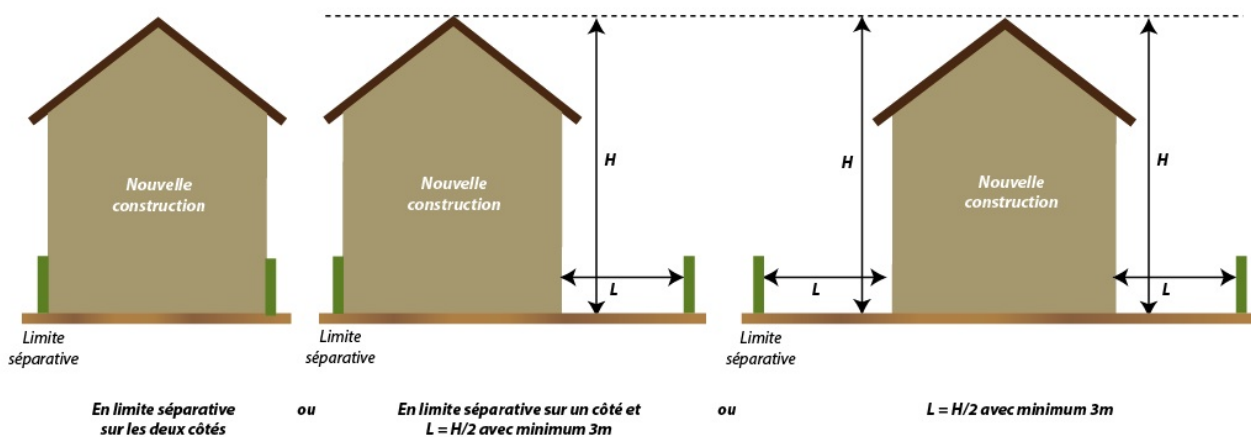 Nouvelle
construction
Nouvelle
construction
H
L
H
L
Nouvelle
construction
H
L
Limite
séparative
Limite
séparative
Limite
séparative
En limite séparative
sur les deux côtés
ou
En limite séparative sur un côté et
L = H/2 avec minimum 3m
ou
L = H/2 avec minimum 3m